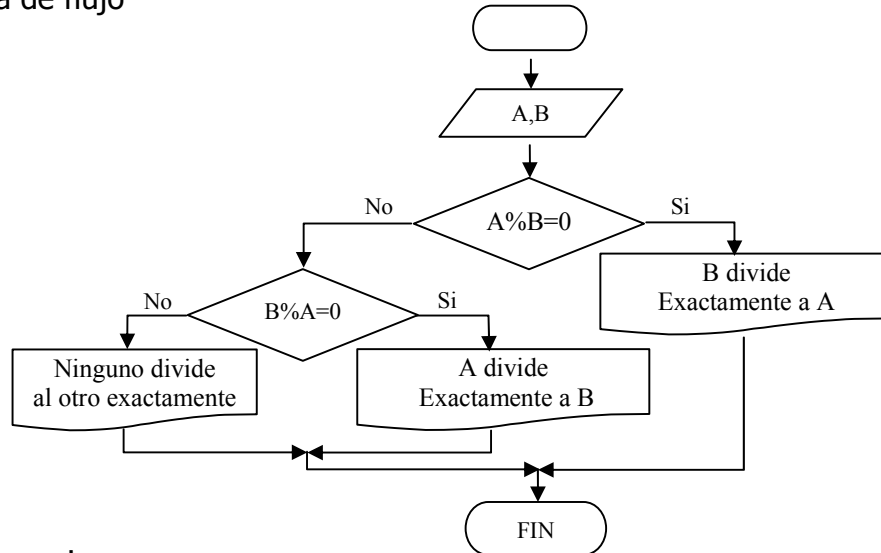 a de flujo
A,B
No
A%B=0
Si
B divide
Exactamente a A
No
B%A=0
Si
Ninguno divide
al otro exactamente
A divide
Exactamente a B
FIN